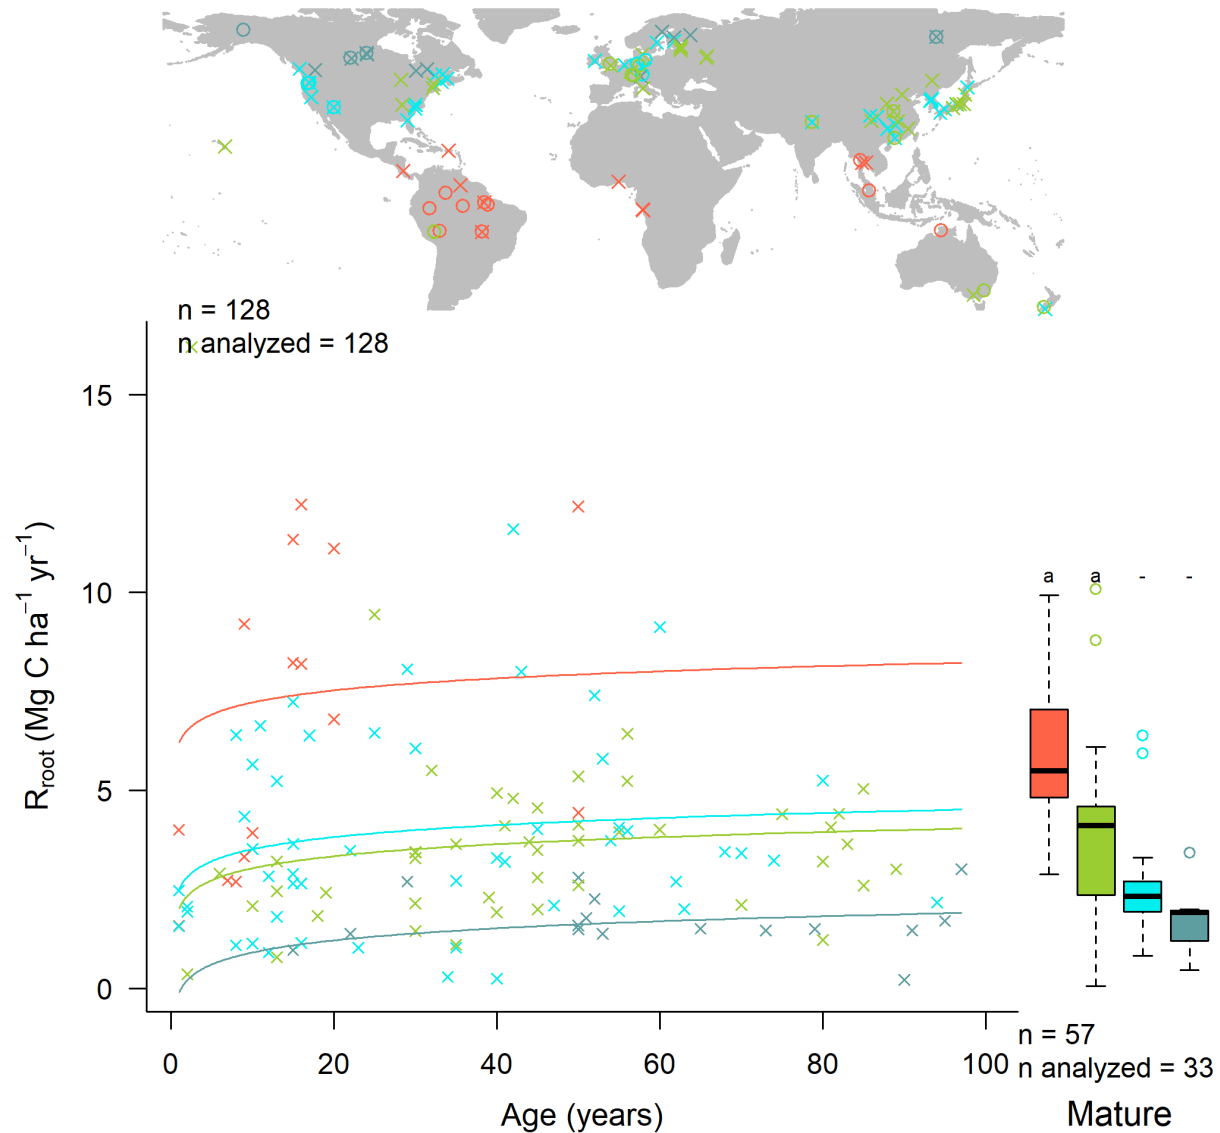 n = 128
n analyzed = 128
15
10
5
0
R_root (Mg C ha⁻¹ yr⁻¹)
a a - -
0 20 40 60 80 100
Age (years)
n = 57
n analyzed = 33
Mature